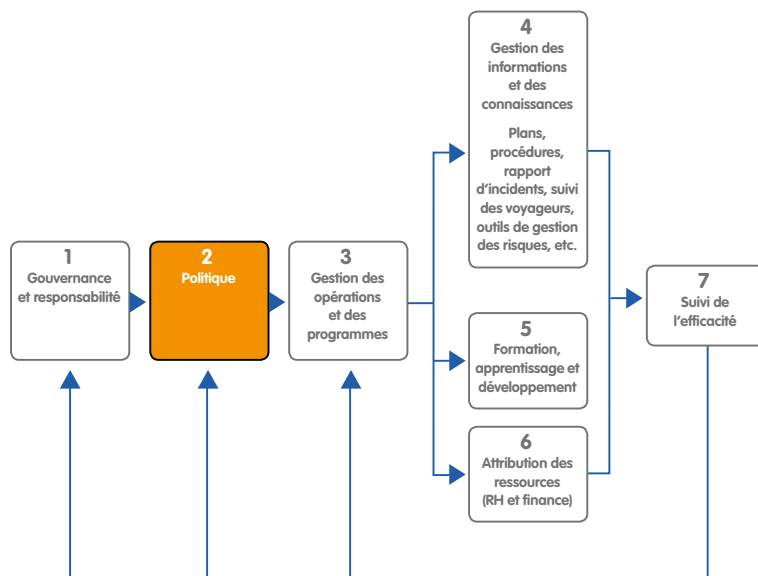 1
Gouvernance
et responsabilité
2
Politique
3
Gestion des
opérations
et des
programmes
4
Gestion des
informations
et des
connaissances
Plans,
procédures,
rapport
d’incidents, suivi
des voyageurs,
outils de gestion
des risques, etc.
5
Formation,
apprentissage et
développement
6
Attribution des
ressources
(RH et finance)
7
Suivi de
l’efficacité